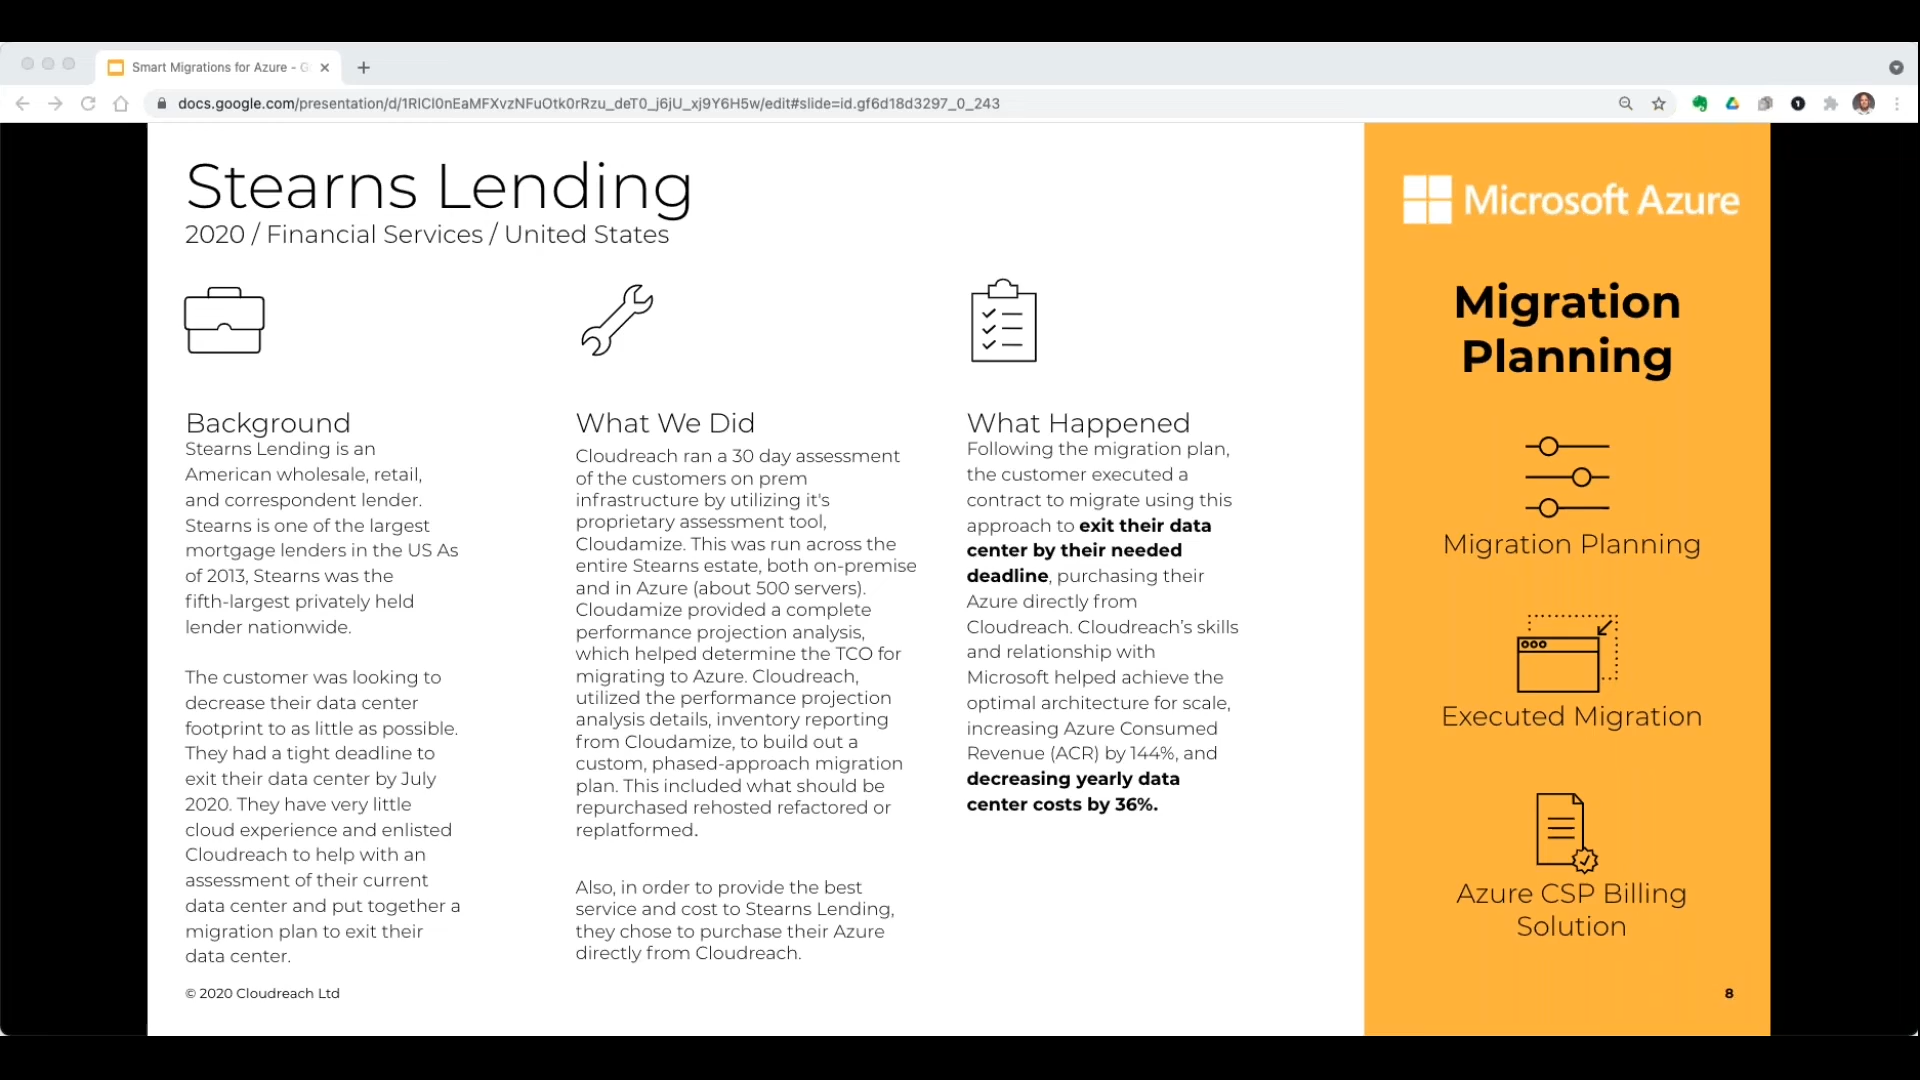 Smart Migrations for Azure - G
docs.google.com/presentation/d/1RlCl0nEaMFXvzNFuOtk0rRzu_deT0_j6jU_xj9Y6H5w/edit#slide=id.gf6d18d3297_0_243
Stearns Lending
2020 / Financial Services / United States
Background
Stearns Lending is an
American wholesale, retail,
and correspondent lender.
Stearns is one of the largest
mortgage lenders in the US As
of 2013, Stearns was the
fifth-largest privately held
lender nationwide.
The customer was looking to
decrease their data center
footprint to as little as possible.
They had a tight deadline to
exit their data center by July
2020. They have very little
cloud experience and enlisted
Cloudreach to help with an
assessment of their current
data center and put together a
migration plan to exit their
data center.
What We Did
Cloudreach ran a 30 day assessment
of the customers on prem
infrastructure by utilizing it's
proprietary assessment tool,
Cloudamize. This was run across the
entire Stearns estate, both on-premise
and in Azure (about 500 servers).
Cloudamize provided a complete
performance projection analysis,
which helped determine the TCO for
migrating to Azure. Cloudreach,
utilized the performance projection
analysis details, inventory reporting
from Cloudamize, to build out a
custom, phased-approach migration
plan. This included what should be
repurchased rehosted refactored or
replatformed.
Also, in order to provide the best
service and cost to Stearns Lending,
they chose to purchase their Azure
directly from Cloudreach.
What Happened
Following the migration plan,
the customer executed a
contract to migrate using this
approach to exit their data
center by their needed
deadline, purchasing their
Azure directly from
Cloudreach. Cloudreach's skills
and relationship with
Microsoft helped achieve the
optimal architecture for scale,
increasing Azure Consumed
Revenue (ACR) by 144%, and
decreasing yearly data
center costs by 36%.
Microsoft Azure
Migration
Planning
Migration Planning
Executed Migration
Azure CSP Billing
Solution
© 2020 Cloudreach Ltd
8